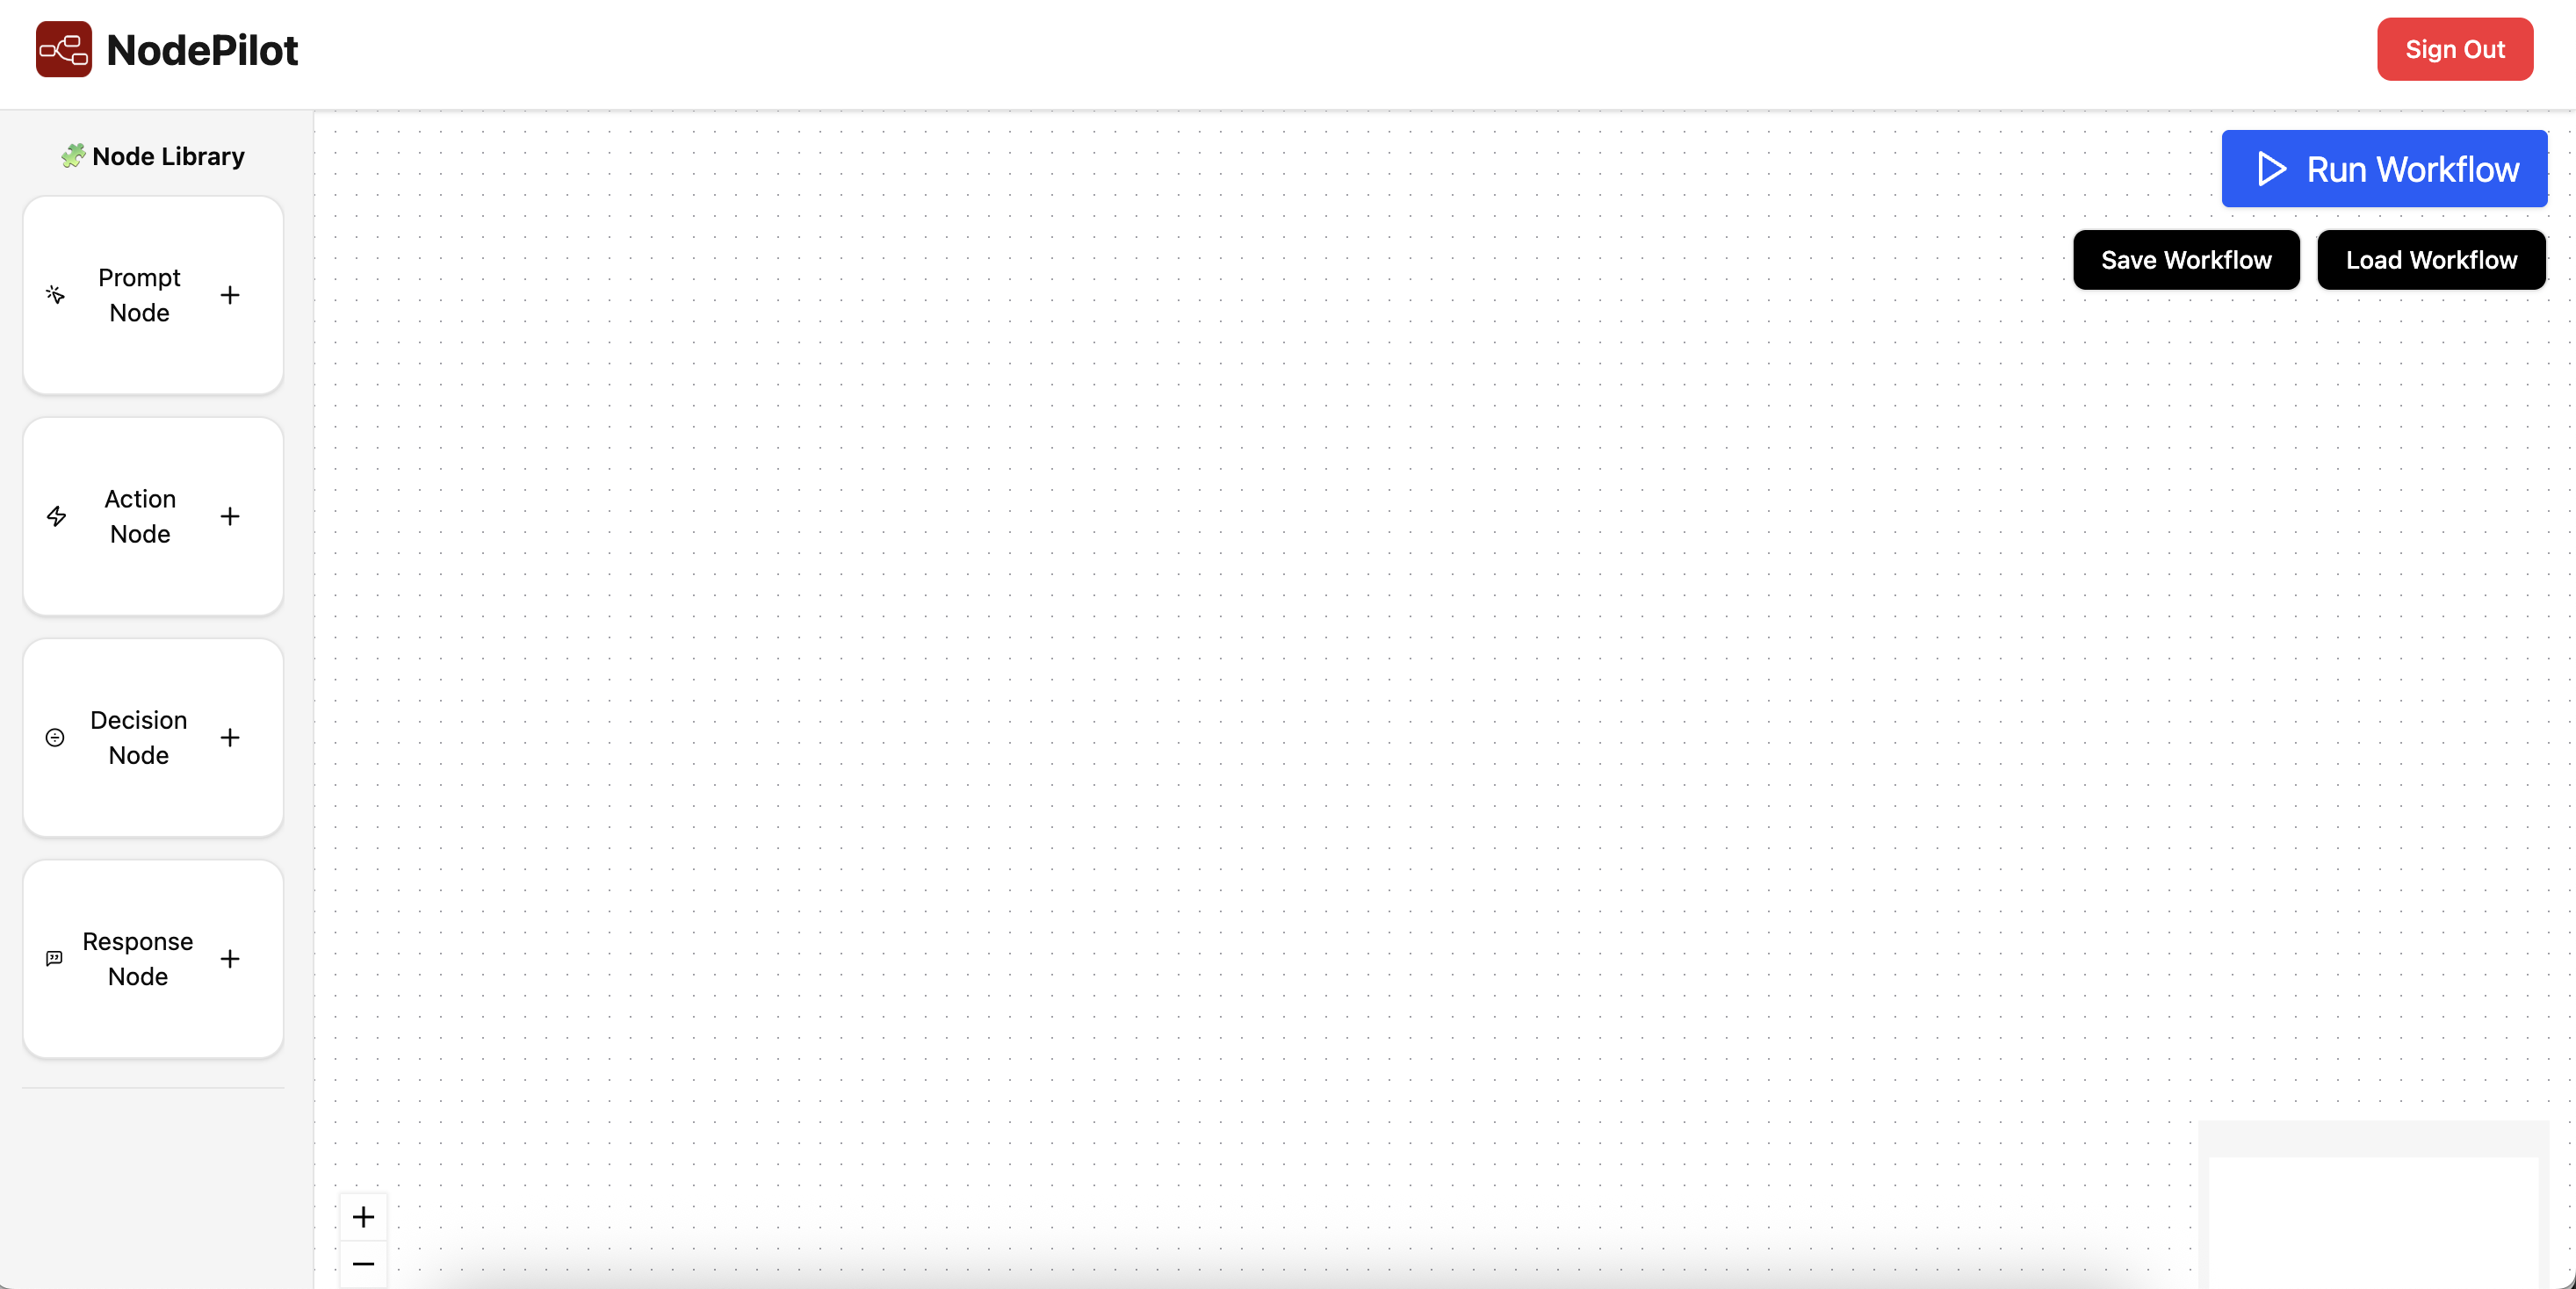 NodePilot
Sign Out
Node Library
Run Workflow
Save Workflow
Load Workflow
Prompt
Node
Action
Node
Decision
Node
Response
Node